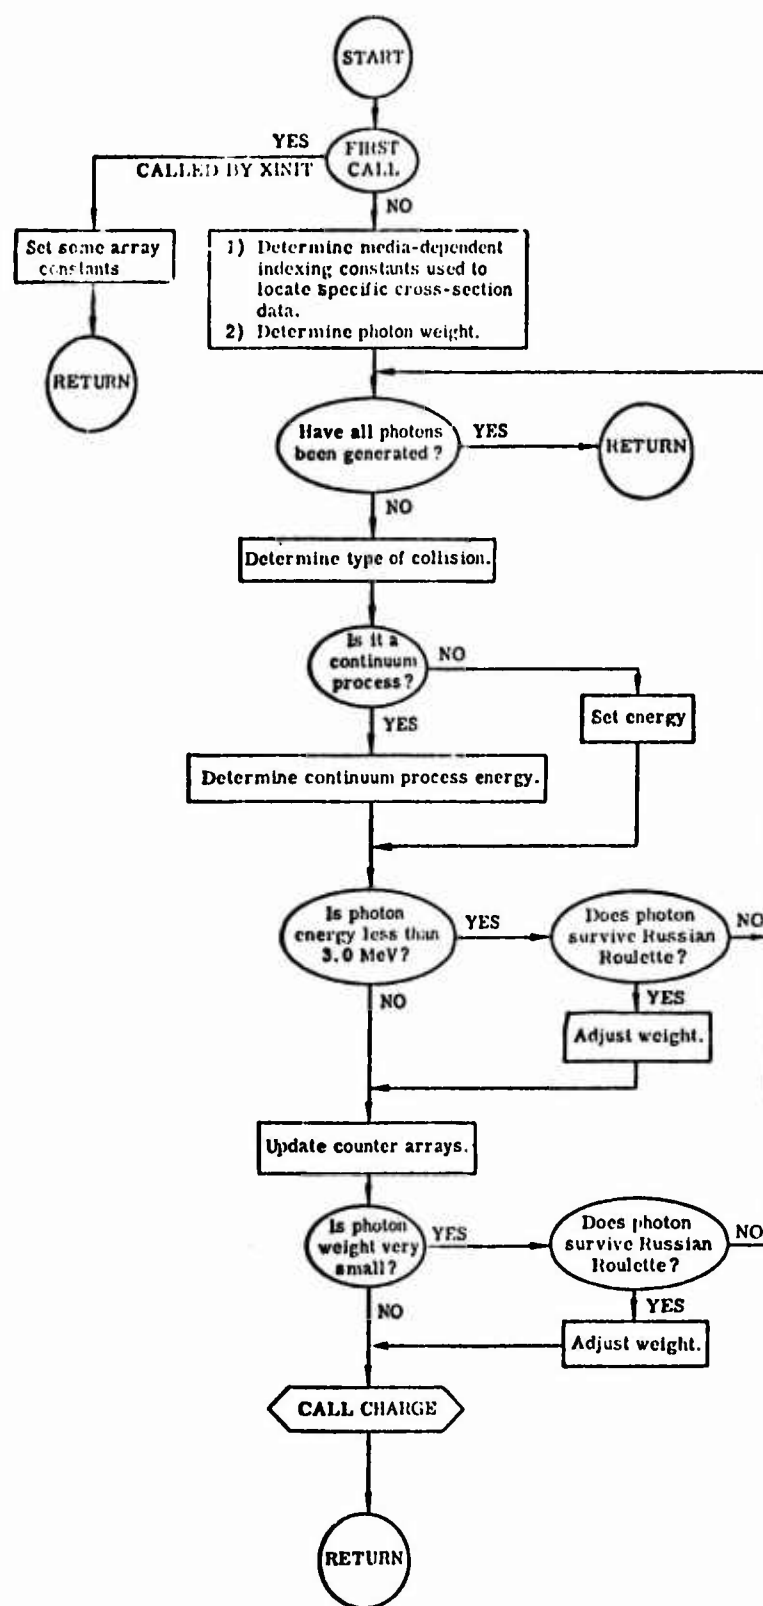 START
YES
CALLED BY XINIT
FIRST
CALL
NO
Set some array
constants
1) Determine media-dependent
indexing constants used to
locate specific cross-section
data.
2) Determine photon weight.
RETURN
Have all photons
been generated?
YES
RETURN
NO
Determine type of collision.
Is it a
continuum
process?
NO
YES
Set energy
Determine continuum process energy.
Is photon
energy less than
3.0 MeV?
YES
Does photon
survive Russian
Roulette?
NO
NO
YES
Adjust weight.
Update counter arrays.
Is photon
weight very
small?
YES
Does photon
survive Russian
Roulette?
NO
NO
YES
Adjust weight.
CALL CHARGE
RETURN